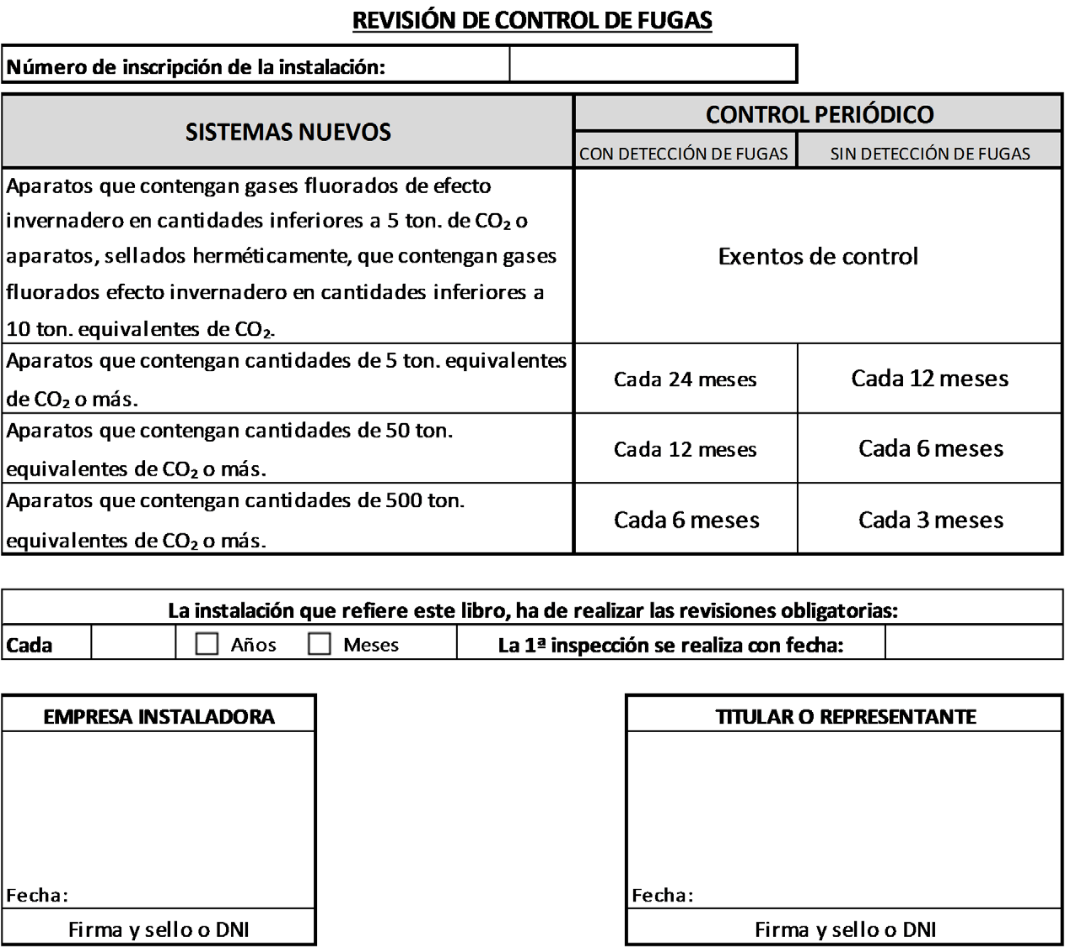 REVISIÓN DE CONTROL DE FUGAS
Número de inscripción de la instalación:
SISTEMAS NUEVOS
CONTROL PERIÓDICO
CON DETECCIÓN DE FUGAS
SIN DETECCIÓN DE FUGAS
Aparatos que contengan gases fluorados de efecto
invernadero en cantidades inferiores a 5 ton. de CO₂ o
aparatos, sellados herméticamente, que contengan gases
fluorados efecto invernadero en cantidades inferiores a
10 ton. equivalentes de CO₂.
Exentos de control
Aparatos que contengan cantidades de 5 ton. equivalentes
de CO₂ o más.
Cada 24 meses
Cada 12 meses
Aparatos que contengan cantidades de 50 ton.
equivalentes de CO₂ o más.
Cada 12 meses
Cada 6 meses
Aparatos que contengan cantidades de 500 ton.
equivalentes de CO₂ o más.
Cada 6 meses
Cada 3 meses
La instalación que refiere este libro, ha de realizar las revisiones obligatorias:
Cada
Años
Meses
La 1ª inspección se realiza con fecha:
EMPRESA INSTALADORA
Fecha:
Firma y sello o DNI
TITULAR O REPRESENTANTE
Fecha:
Firma y sello o DNI